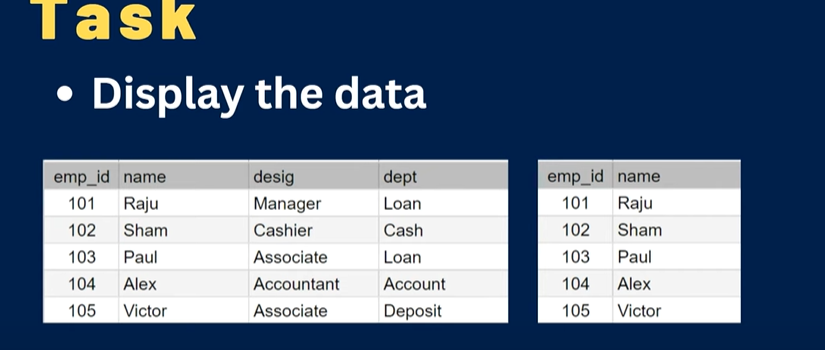 Task
• Display the data
emp_id name desig dept
101 Raju Manager Loan
102 Sham Cashier Cash
103 Paul Associate Loan
104 Alex Accountant Account
105 Victor Associate Deposit
emp_id name
101 Raju
102 Sham
103 Paul
104 Alex
105 Victor